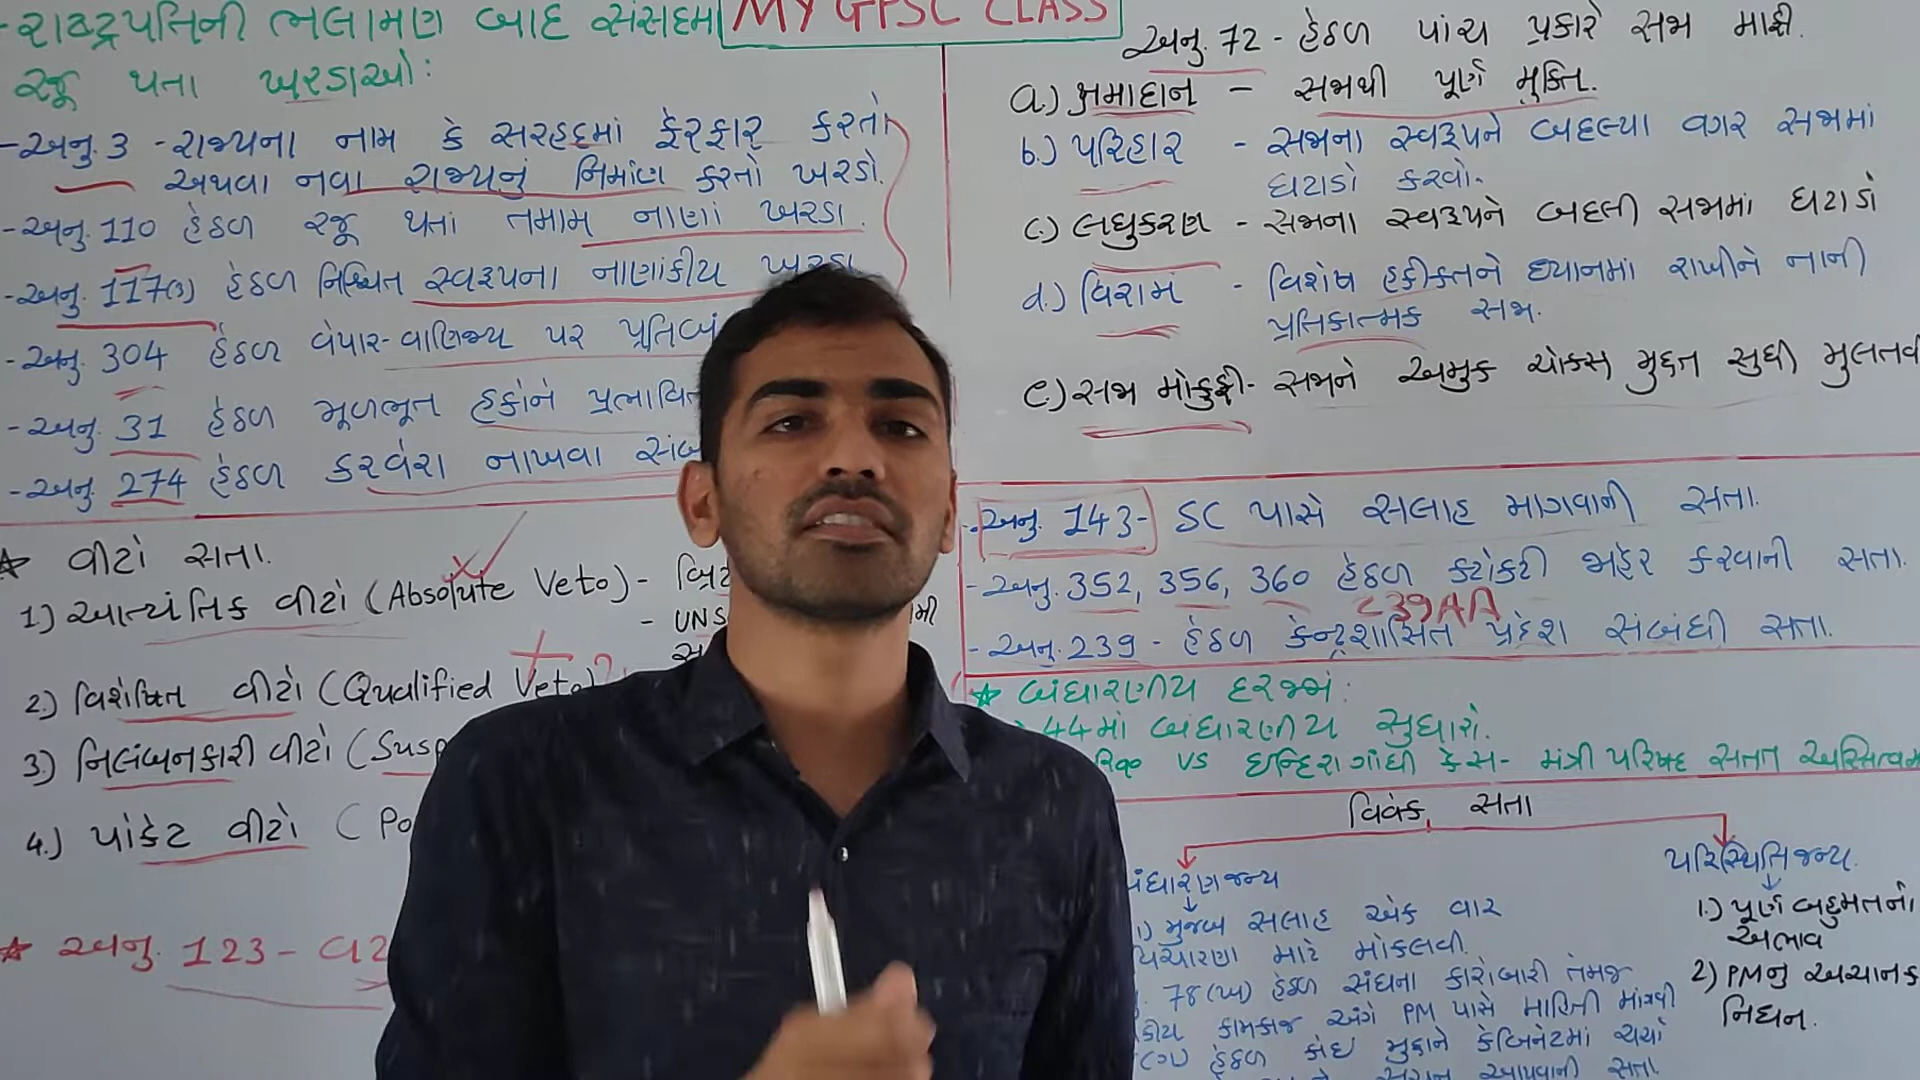 MY GPSC CLASS
- રાષ્ટ્રપતિની ભલામણ બાદ સંસદમાં
રજૂ થતા ખરડાઓ:
- અનુ. 3 - રાજ્યના નામ કે સરહદમાં ફેરફાર કરતો
અથવા નવા રાજ્યનું નિર્માણ કરતો ખરડો.
- અનુ. 110 હેઠળ રજૂ થતાં તમામ નાણાં ખરડા.
- અનુ. 117(3) હેઠળ નિશ્ચિત સ્વરૂપના નાણાંકીય ખરડા
- અનુ. 304 હેઠળ વેપાર-વાણિજ્ય પર
- અનુ. 31 હેઠળ મૂળભૂત હકોને
- અનુ. 274 હેઠળ કરવેરા નાખવા
વીટો સતા.
1) આત્યંતિક વીટો (Absolute Veto) -
- UNS
2.) વિશેષિત વીટો (Qualified Veto)
3.) નિલંબનકારી વીટો (Susp
4.) પોકેટ વીટો (Po
અનુ. 123 -
અનુ. 72 - હેઠળ પાંચ પ્રકારે સજા માફી.
a.) ક્ષમાદાન - સજાથી પૂર્ણ મુક્તિ.
b.) પરિહાર - સજાના સ્વરૂપને બદલ્યા વગર સજામાં
ઘટાડો કરવો.
c.) લઘુકરણ - સજાના સ્વરૂપને બદલી સજામાં ઘટાડો
d.) વિરામ - વિશેષ હકીકતને ધ્યાનમાં રાખીને નાની
પ્રતિકાત્મક સજા.
e.) સજા મોકુફી - સજાને અમુક ચોક્સ મુદ્દત સુધી મુલતવી
- અનુ. 143 - SC પાસે સલાહ માગવાની સતા.
- અનુ. 352, 356, 360 હેઠળ કટોકટી જાહેર કરવાની સતા.
239AA
- અનુ. 239 - હેઠળ કેન્દ્રશાસિત પ્રદેશ સંબંધી સતા.
બંધારણીય દરજ્જો:
44માં બંધારણીય સુધારો.
VS ઇન્દિરા ગાંધી કેસ - મંત્રી પરિષદ સતત
વિવેક સતા
બંધારણજન્ય
1) મુજબ સલાહ એક વાર
વિચારણા માટે મોકલવી.
78(ખ) હેઠળ સંઘના કારોબારી તેમજ
કામકાજ અંગે PM પાસે માહિતી માંગવી
હેઠળ કોઇ મુદ્દાને કેબિનેટમાં ચર્ચા
આપવાની સતા.
પરિસ્થિતિજન્ય.
1.) પૂર્ણ બહુમતનો
અભાવ
2) PMનું અચાનક
નિધન.